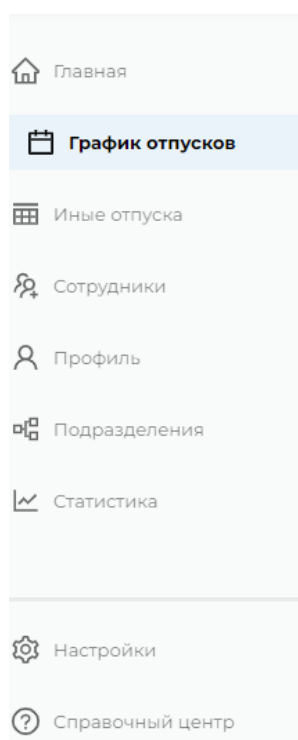 Главная
График отпусков
Иные отпуска
Сотрудники
Профиль
Подразделения
Статистика
Настройки
Справочный центр